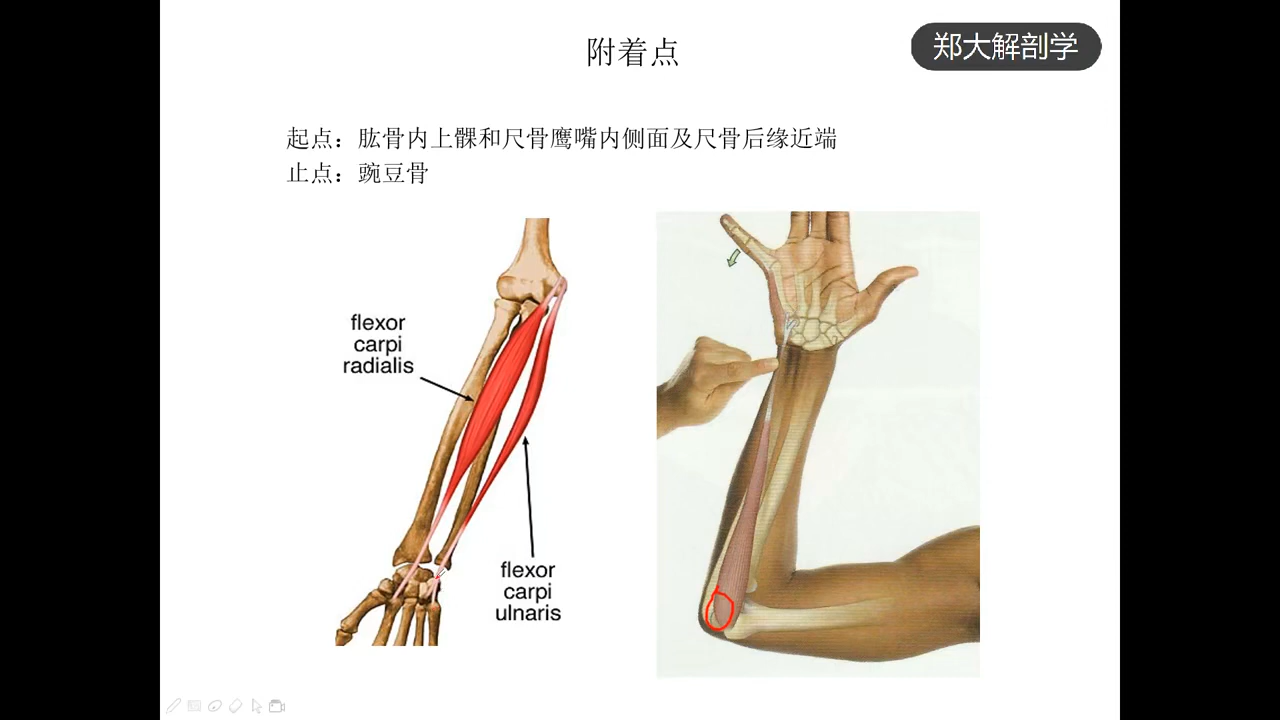 附着点
郑大解剖学
起点：肱骨内上髁和尺骨鹰嘴内侧面及尺骨后缘近端
止点：豌豆骨
flexor
carpi
radialis
flexor
carpi
ulnaris